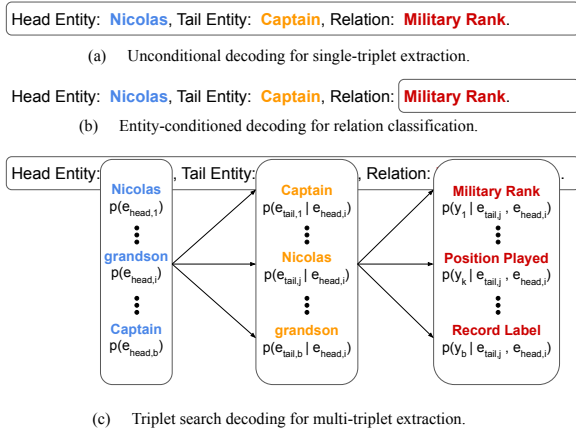 Head Entity: Nicolas, Tail Entity: Captain, Relation: Military Rank.
(a) Unconditional decoding for single-triplet extraction.
Head Entity: Nicolas, Tail Entity: Captain, Relation: Military Rank.
(b) Entity-conditioned decoding for relation classification.
Head Entity: , Tail Entity: , Relation: .
Nicolas
p(e_head,1)
grandson
p(e_head,i)
Captain
p(e_head,b)
Captain
p(e_tail,1 | e_head,i)
Nicolas
p(e_tail,j | e_head,i)
grandson
p(e_tail,b | e_head,i)
Military Rank
p(y_1 | e_tail,j , e_head,i)
Position Played
p(y_k | e_tail,j , e_head,i)
Record Label
p(y_b | e_tail,j , e_head,i)
(c) Triplet search decoding for multi-triplet extraction.